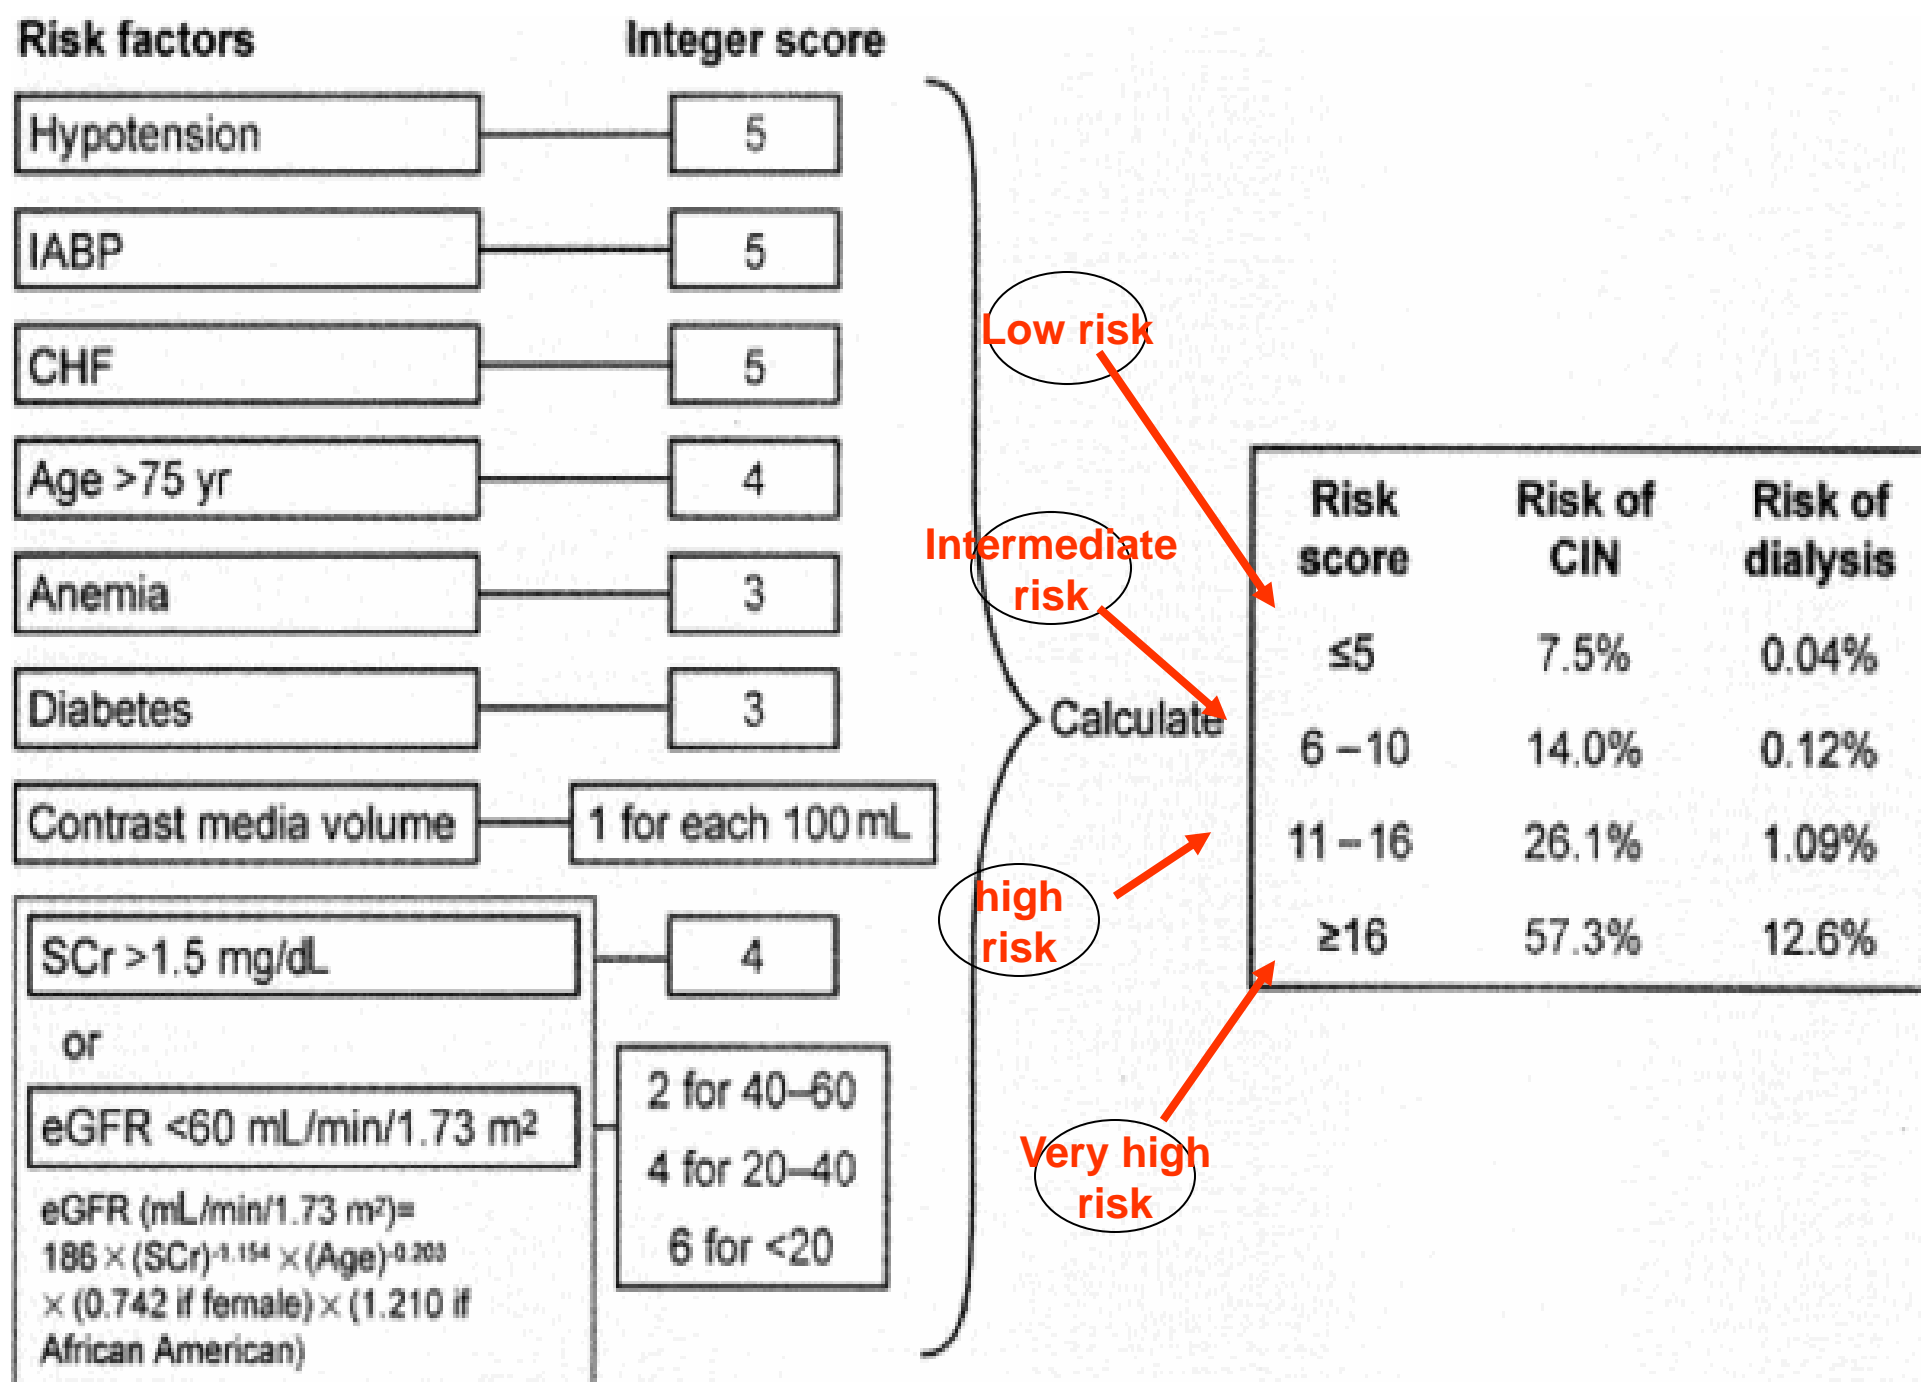 Risk factors Integer score
Hypotension 5
IABP 5
CHF 5
Age >75 yr 4
Anemia 3
Diabetes 3
Contrast media volume 1 for each 100 mL
SCr >1.5 mg/dL 4
or
eGFR <60 mL/min/1.73 m²
2 for 40–60
4 for 20–40
6 for <20
eGFR (mL/min/1.73 m²)=
186 × (SCr)⁻¹·¹⁵⁴ × (Age)⁻⁰·²⁰³
× (0.742 if female) × (1.210 if
African American)
Calculate
Low risk
Intermediate
risk
high
risk
Very high
risk
Risk Risk of Risk of
score CIN dialysis
≤5 7.5% 0.04%
6–10 14.0% 0.12%
11–16 26.1% 1.09%
≥16 57.3% 12.6%